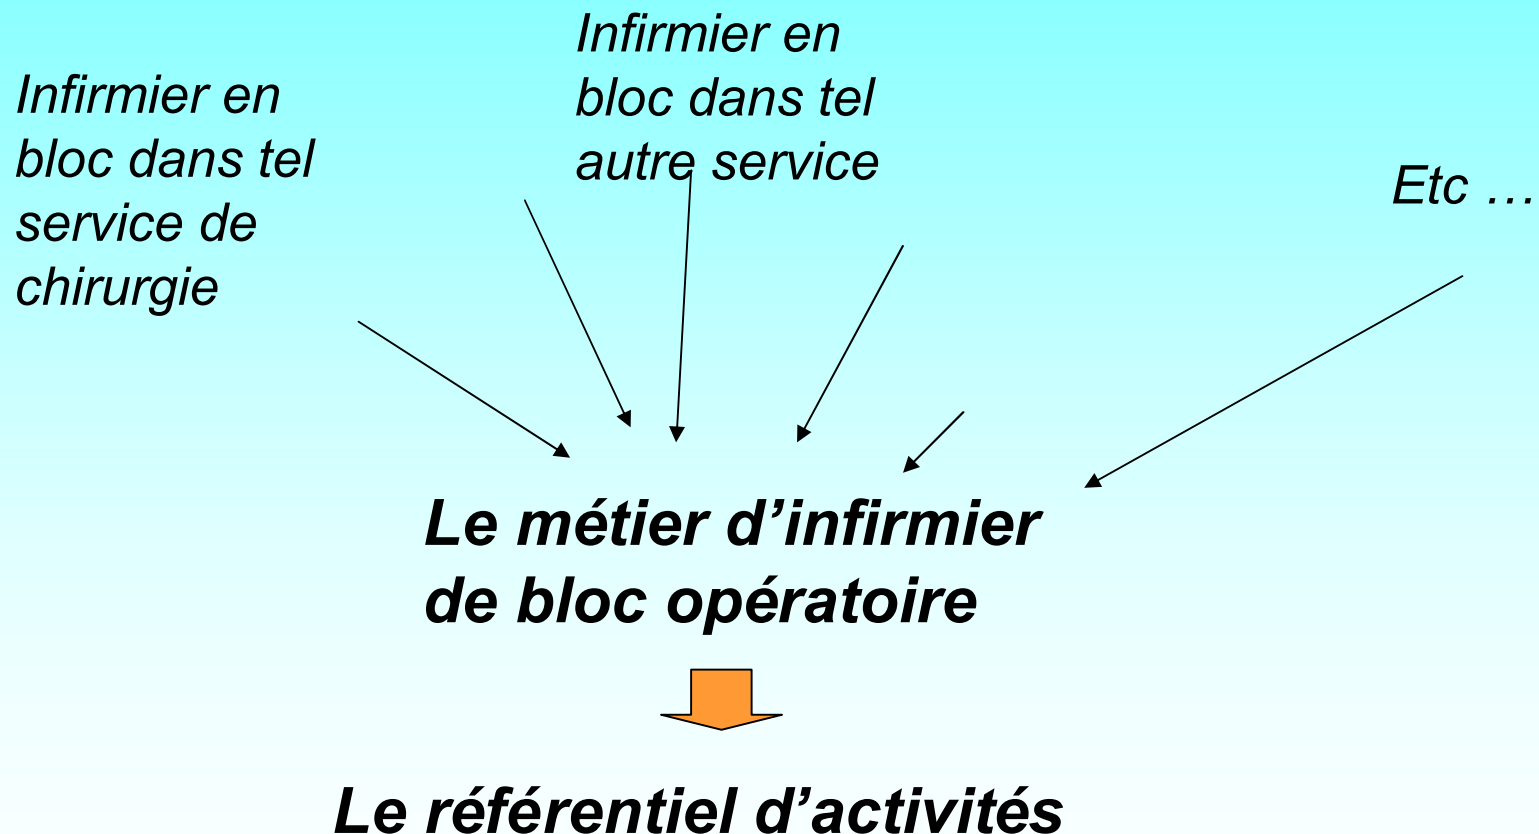 Infirmier en
bloc dans tel
service de
chirurgie
Infirmier en
bloc dans tel
autre service
Etc …
Le métier d’infirmier
de bloc opératoire
Le référentiel d’activités